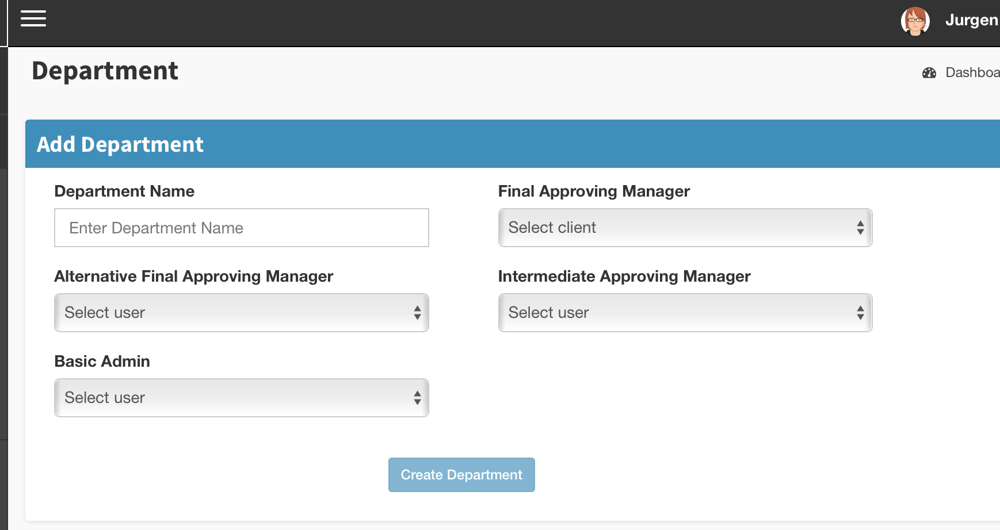 Jurgen
Department
Dashboa
Add Department
Department Name
Final Approving Manager
Enter Department Name
Select client
Alternative Final Approving Manager
Intermediate Approving Manager
Select user
Select user
Basic Admin
Select user
Create Department